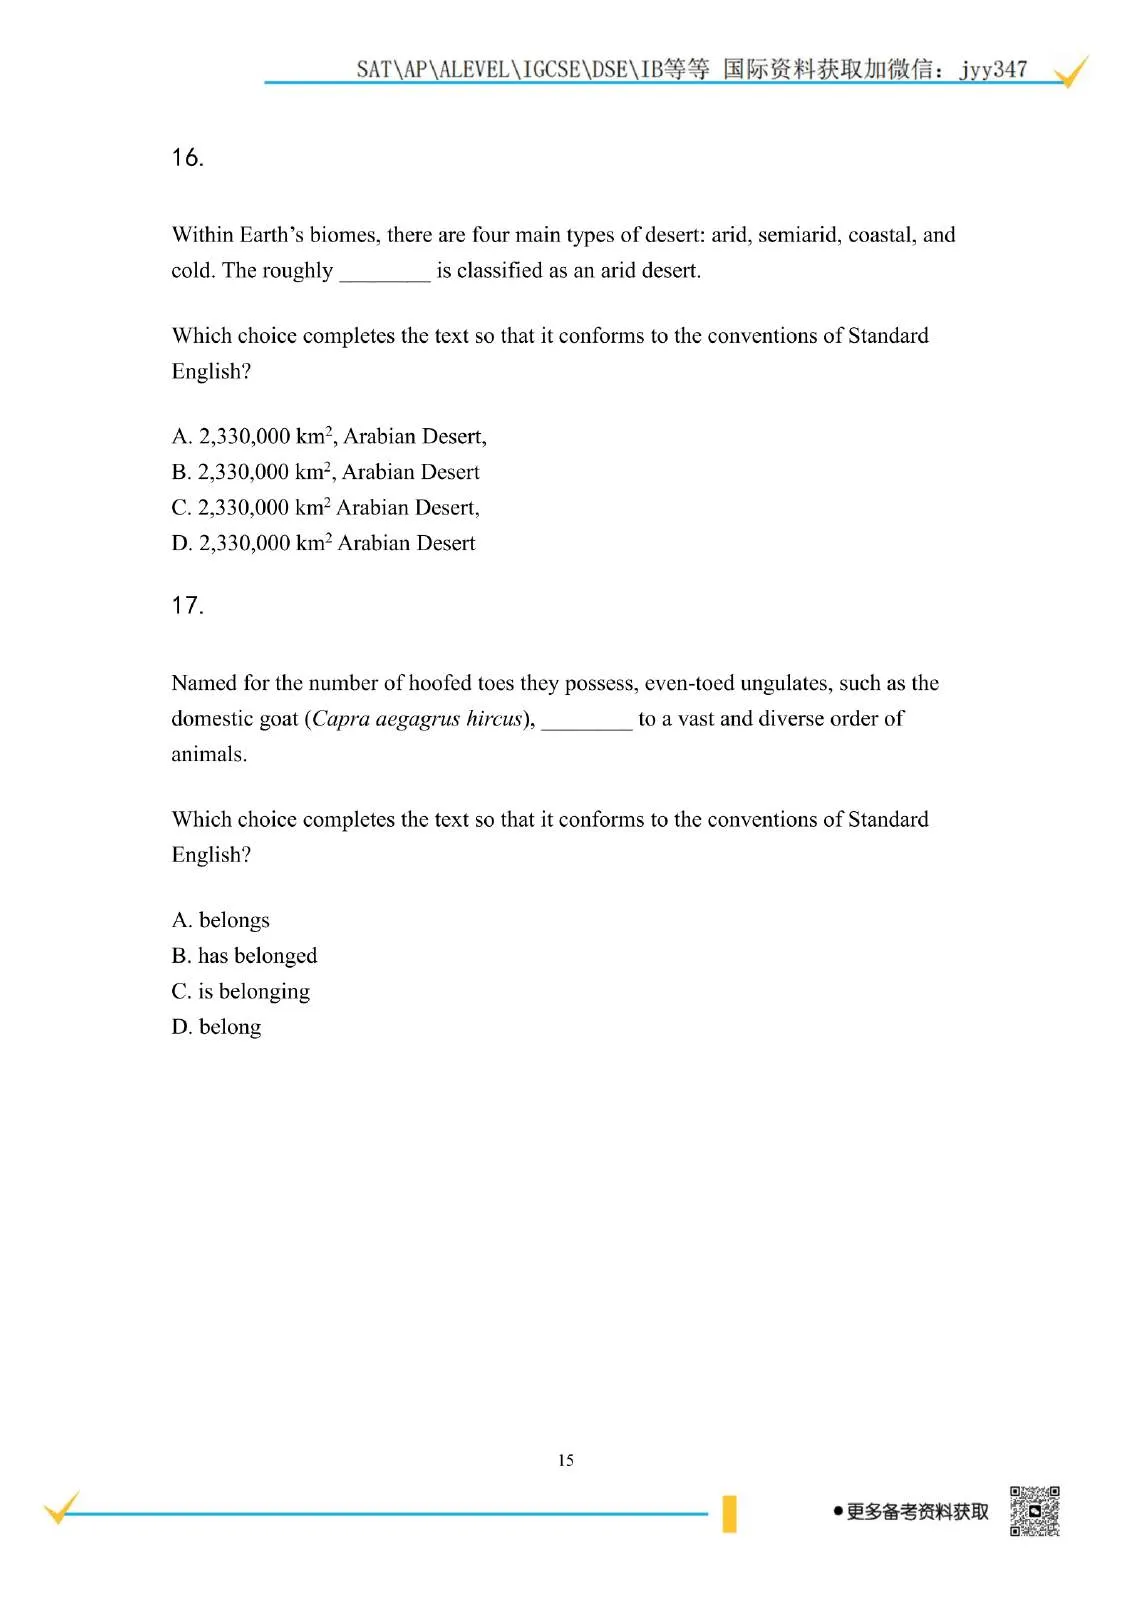 SAT\AP\ALEVEL\IGCSE\DSE\IB等等 国际资料获取加微信：jyy347
16.
Within Earth’s biomes, there are four main types of desert: arid, semiarid, coastal, and
cold. The roughly ________ is classified as an arid desert.
Which choice completes the text so that it conforms to the conventions of Standard
English?
A. 2,330,000 km², Arabian Desert,
B. 2,330,000 km², Arabian Desert
C. 2,330,000 km² Arabian Desert,
D. 2,330,000 km² Arabian Desert
17.
Named for the number of hoofed toes they possess, even-toed ungulates, such as the
domestic goat (Capra aegagrus hircus), ________ to a vast and diverse order of
animals.
Which choice completes the text so that it conforms to the conventions of Standard
English?
A. belongs
B. has belonged
C. is belonging
D. belong
15
●更多备考资料获取